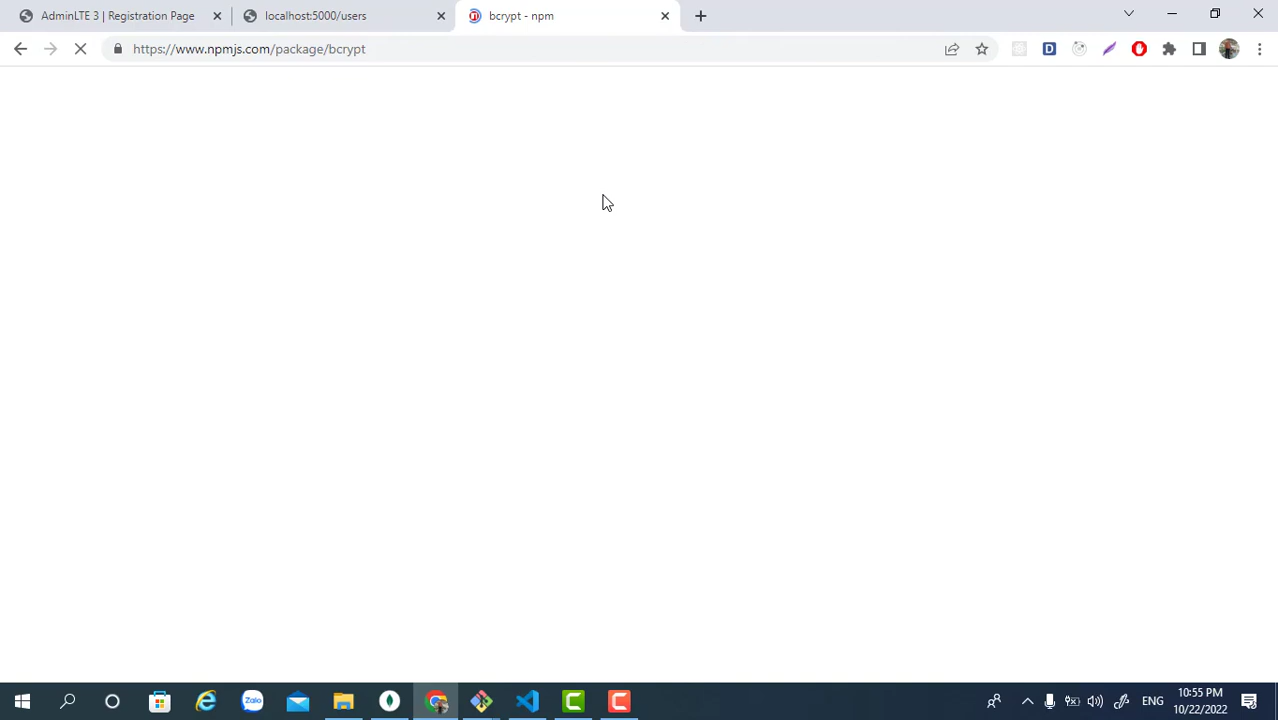 AdminLTE 3 | Registration Page
localhost:5000/users
bcrypt - npm
https://www.npmjs.com/package/bcrypt
D
Zalo
ENG
10:55 PM
10/22/2022